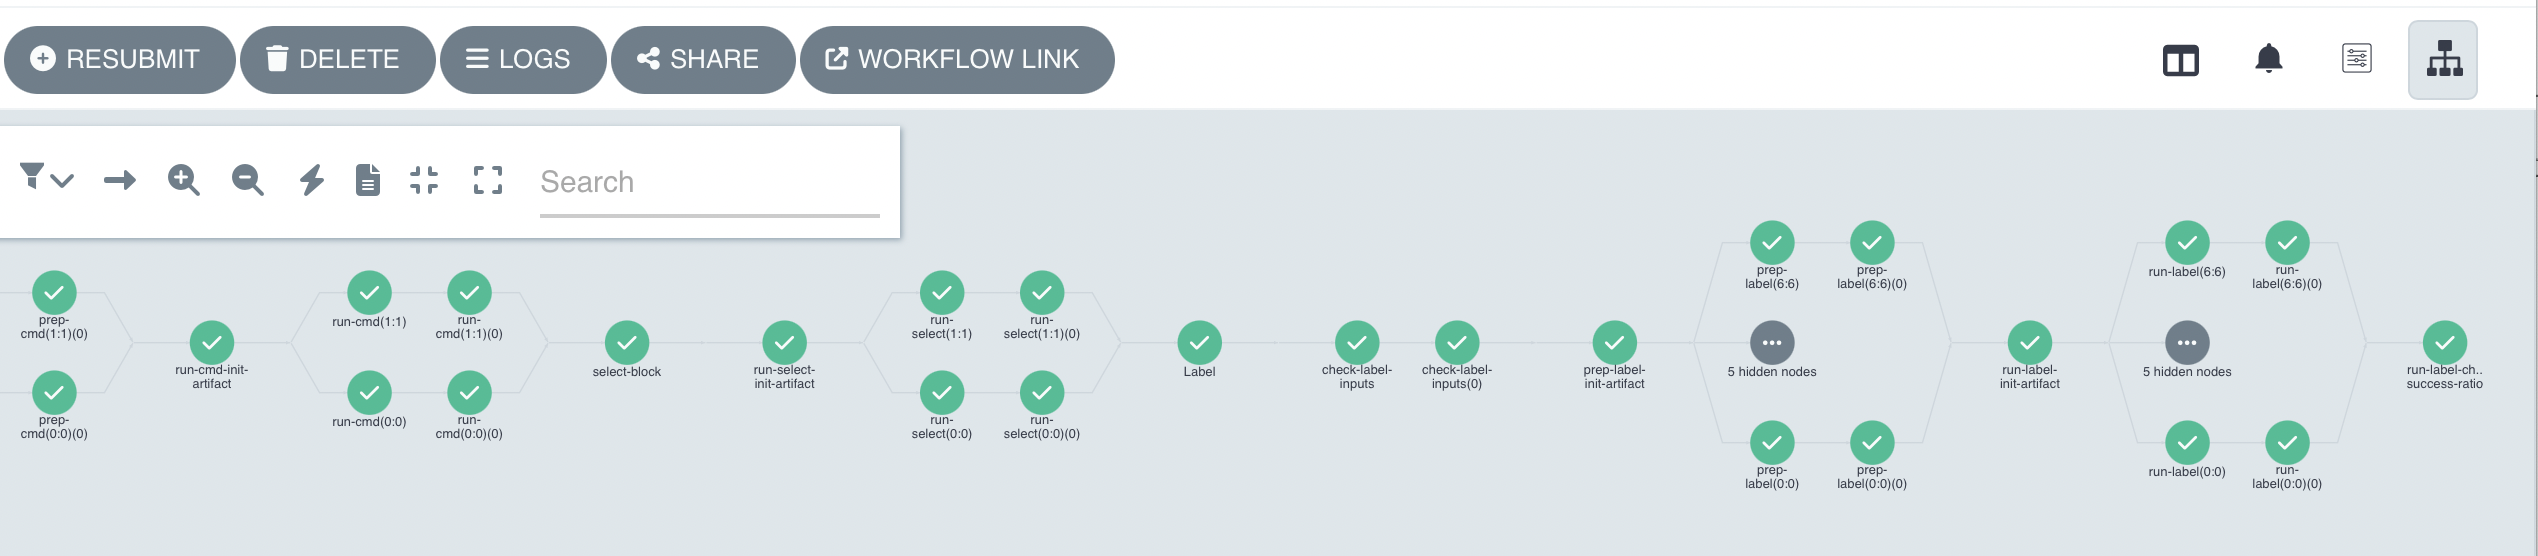 RESUBMIT
DELETE
LOGS
SHARE
WORKFLOW LINK
Search
prep-
cmd(1:1)(0)
prep-
cmd(0:0)(0)
run-cmd-init-
artifact
run-cmd(1:1)
run-
cmd(1:1)(0)
run-cmd(0:0)
run-
cmd(0:0)(0)
select-block
run-select-
init-artifact
run-
select(1:1)
run-
select(1:1)(0)
run-
select(0:0)
run-
select(0:0)(0)
Label
check-label-
inputs
check-label-
inputs(0)
prep-label-
init-artifact
prep-
label(6:6)
prep-
label(6:6)(0)
5 hidden nodes
prep-
label(0:0)
prep-
label(0:0)(0)
run-label-
init-artifact
run-label(6:6)
run-
label(6:6)(0)
5 hidden nodes
run-label(0:0)
run-
label(0:0)(0)
run-label-ch..
success-ratio